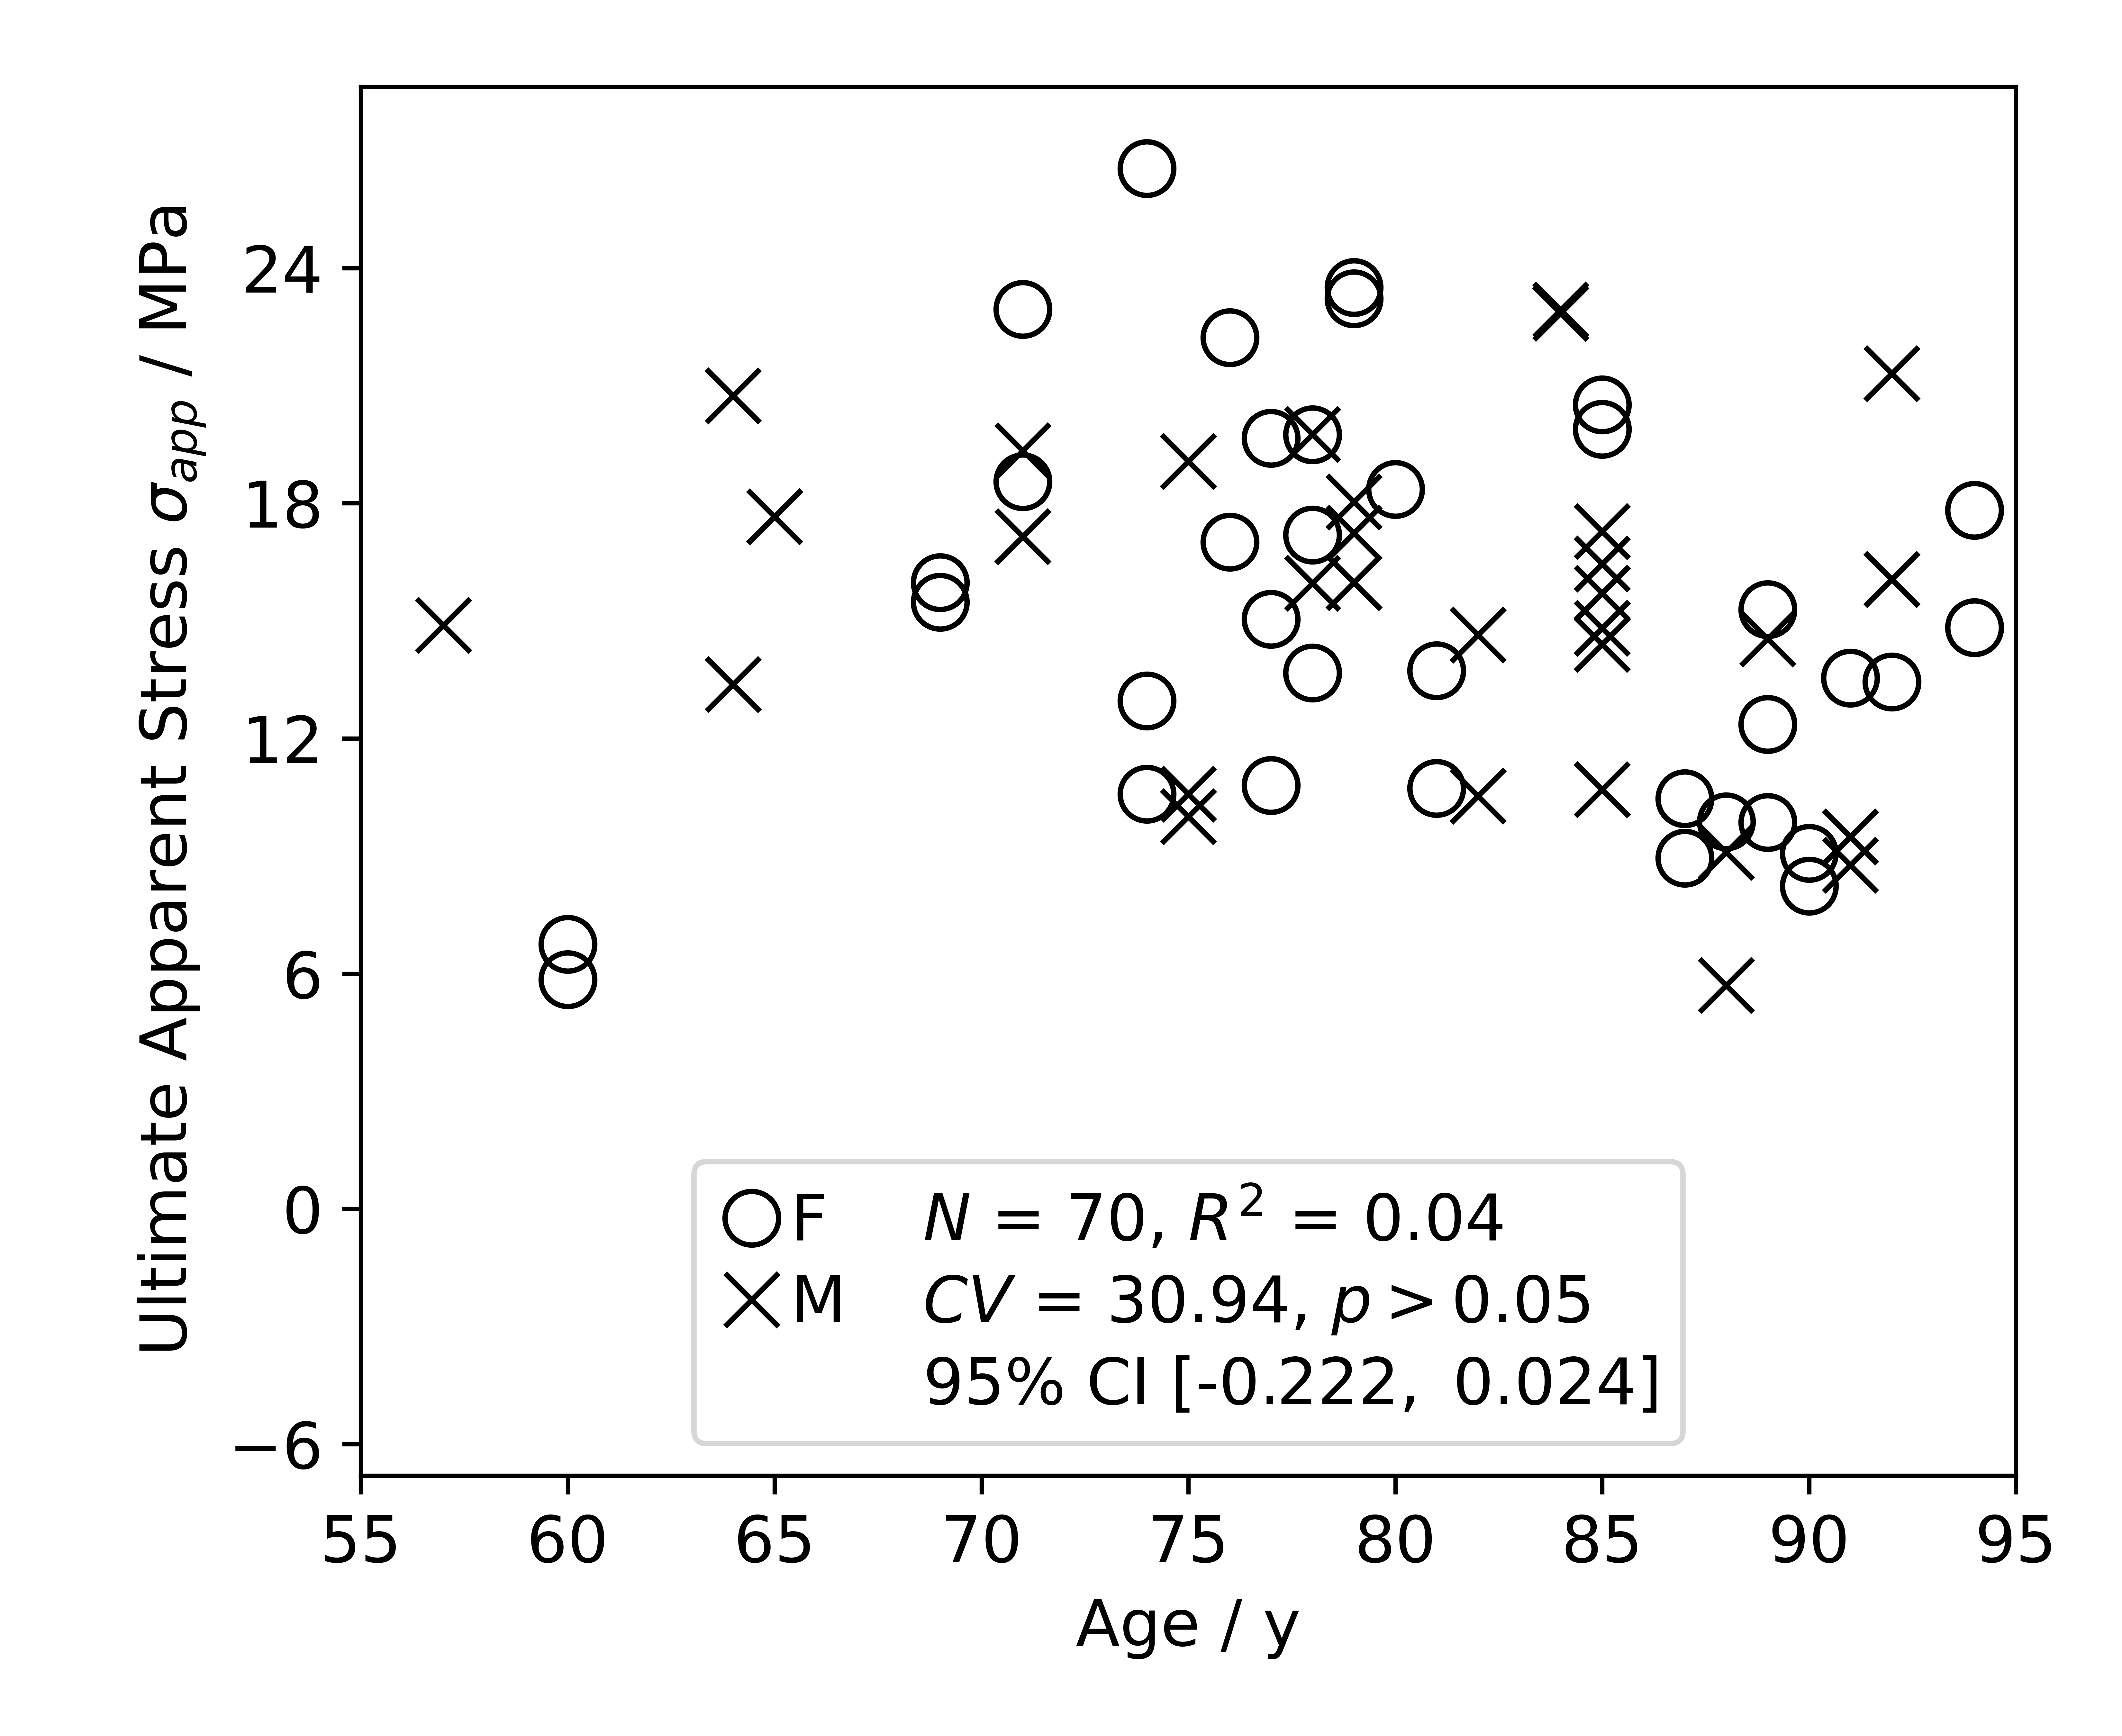 Ultimate Apparent Stress σapp / MPa
24
18
12
6
0
−6
F N = 70, R² = 0.04
M CV = 30.94, p > 0.05
95% CI [-0.222, 0.024]
55 60 65 70 75 80 85 90 95
Age / y